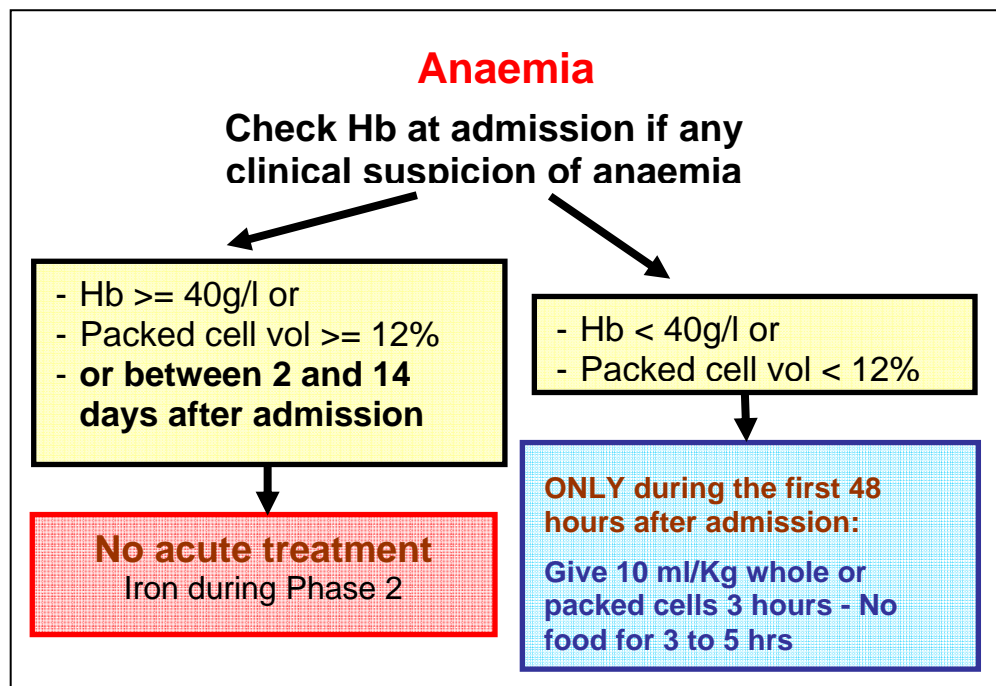 Anaemia
Check Hb at admission if any
clinical suspicion of anaemia
- Hb >= 40g/l or
- Packed cell vol >= 12%
- or between 2 and 14
days after admission
- Hb < 40g/l or
- Packed cell vol < 12%
No acute treatment
Iron during Phase 2
ONLY during the first 48
hours after admission:
Give 10 ml/Kg whole or
packed cells 3 hours - No
food for 3 to 5 hrs